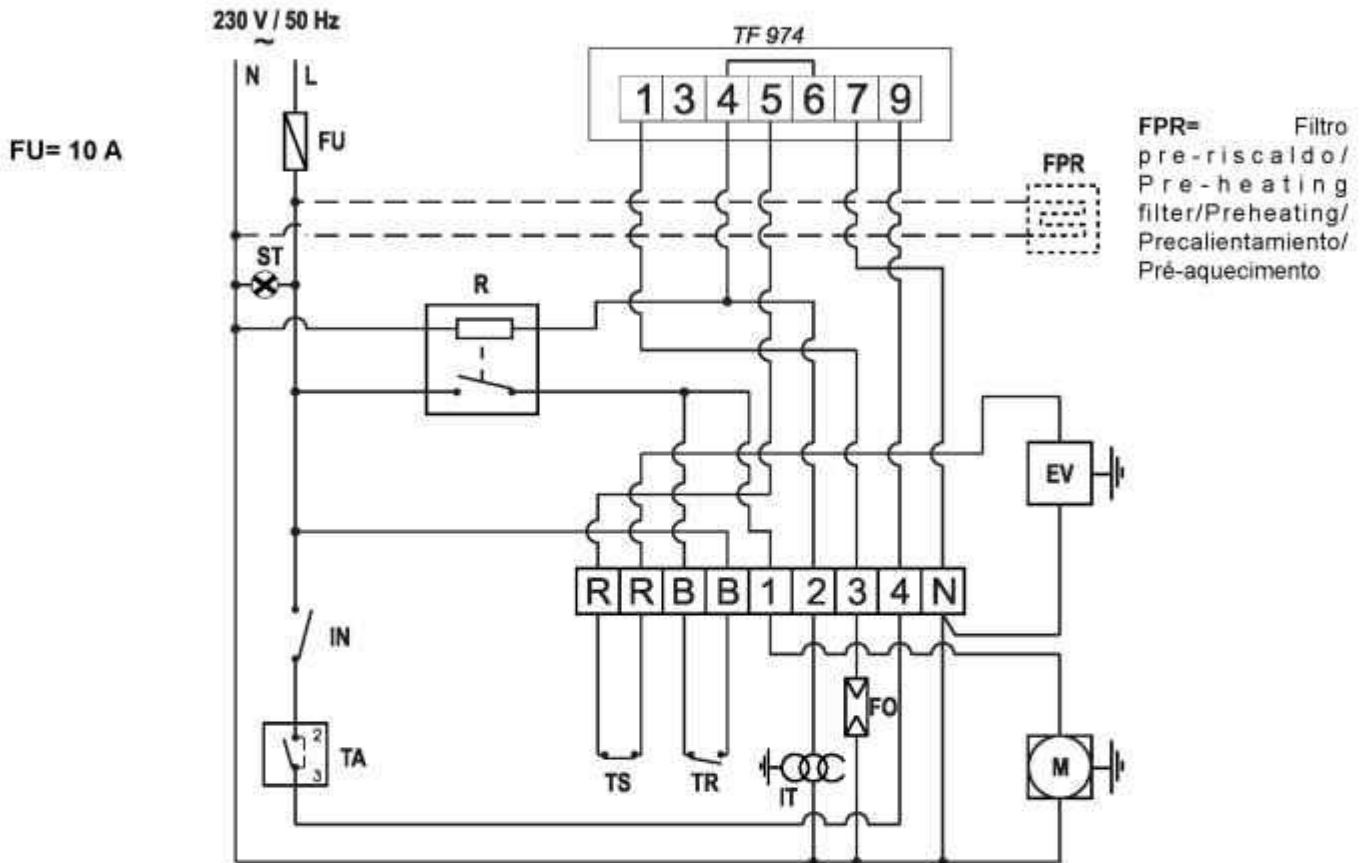 230 V / 50 Hz
~
N L
TF 974
1 3 4 5 6 7 9
FU= 10 A
FU
FPR
FPR= Filtro
pre-riscaldo/
Pre-heating
filter/Preheating/
Precalientamiento/
Pré-aquecimento
ST
R
EV
R R B B 1 2 3 4 N
IN
FO
2
TA
3
TS
TR
IT
M